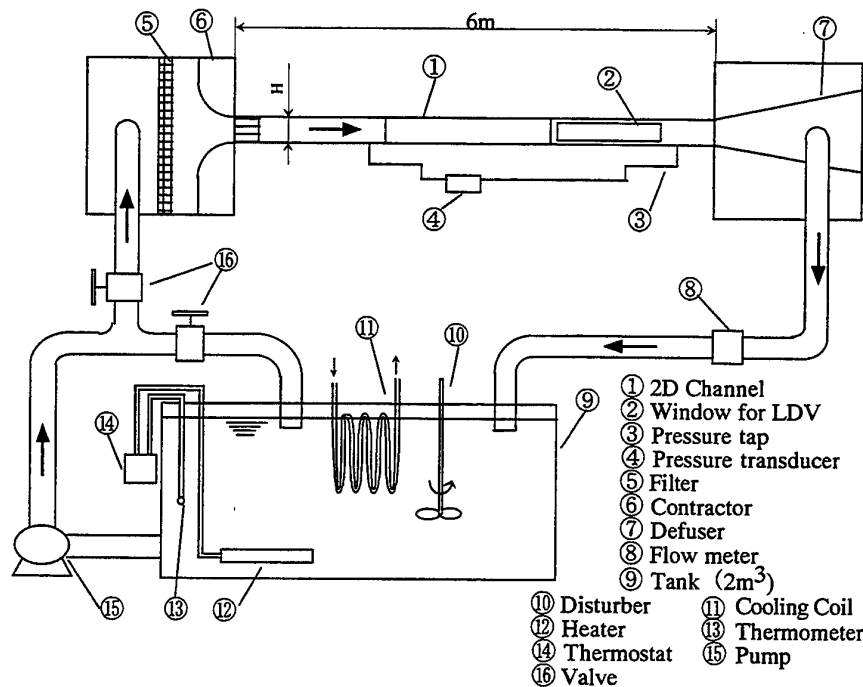 ⑤
⑥
6m
⑦
①
②
H
④
③
⑯
⑧
⑪
⑩
⑨
⑭
① 2D Channel
② Window for LDV
③ Pressure tap
④ Pressure transducer
⑤ Filter
⑥ Contractor
⑦ Defuser
⑧ Flow meter
⑨ Tank (2m³)
⑮
⑬
⑫
⑩ Disturber ⑪ Cooling Coil
⑫ Heater ⑬ Thermometer
⑭ Thermostat ⑮ Pump
⑯ Valve